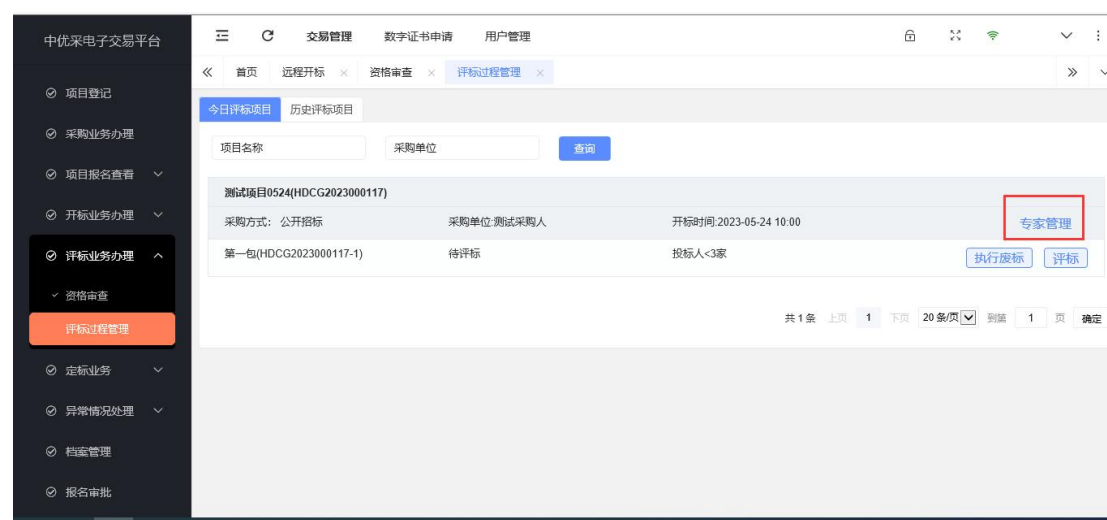 中优采电子交易平台
交易管理 数字证书申请 用户管理
首页 远程开标 × 资格审查 × 评标过程管理 ×
项目登记
采购业务办理
项目报名查看
开标业务办理
评标业务办理
资格审查
评标过程管理
定标业务
异常情况处理
档案管理
报名审批
今日评标项目 历史评标项目
项目名称 采购单位 查询
测试项目0524(HDCG2023000117)
采购方式：公开招标 采购单位:测试采购人 开标时间:2023-05-24 10:00 专家管理
第一包(HDCG2023000117-1) 待评标 投标人<3家 执行废标 评标
共 1 条 上页 1 下页 20 条/页 到第 1 页 确定